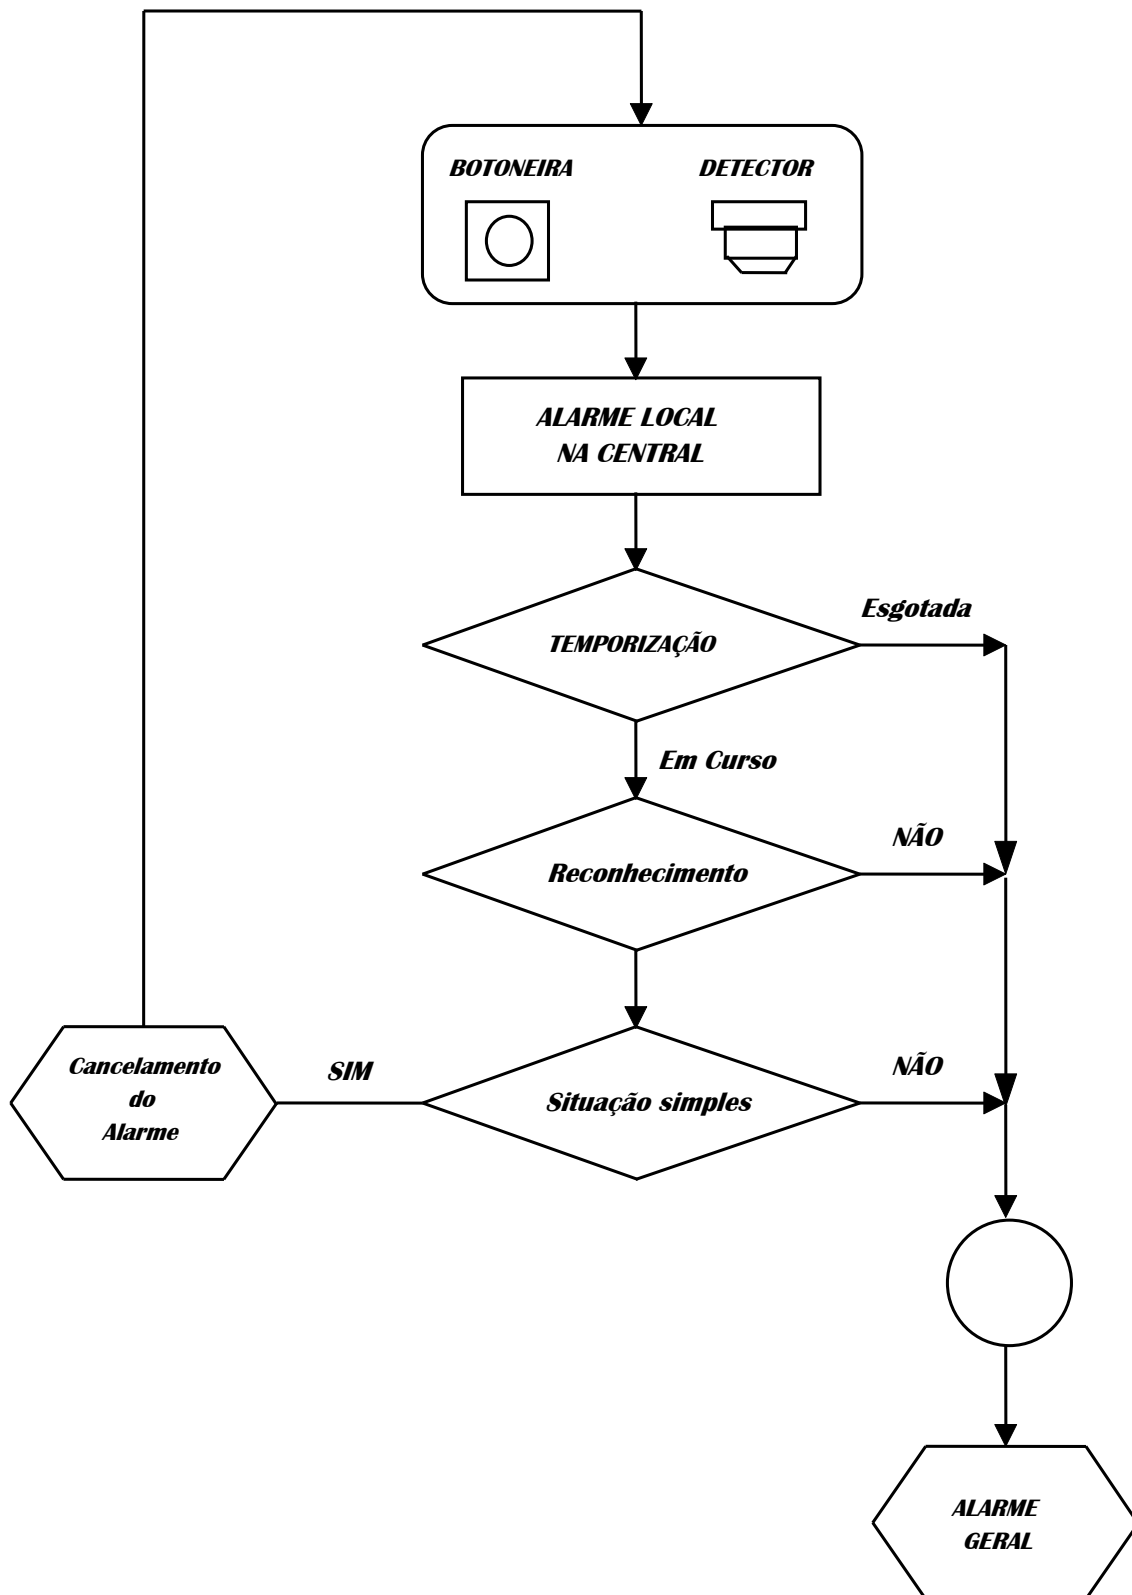 BOTONEIRA
DETECTOR
ALARME LOCAL
NA CENTRAL
TEMPORIZAÇÃO
Esgotada
Em Curso
Reconhecimento
NÃO
Cancelamento
do
Alarme
SIM
Situação simples
NÃO
ALARME
GERAL